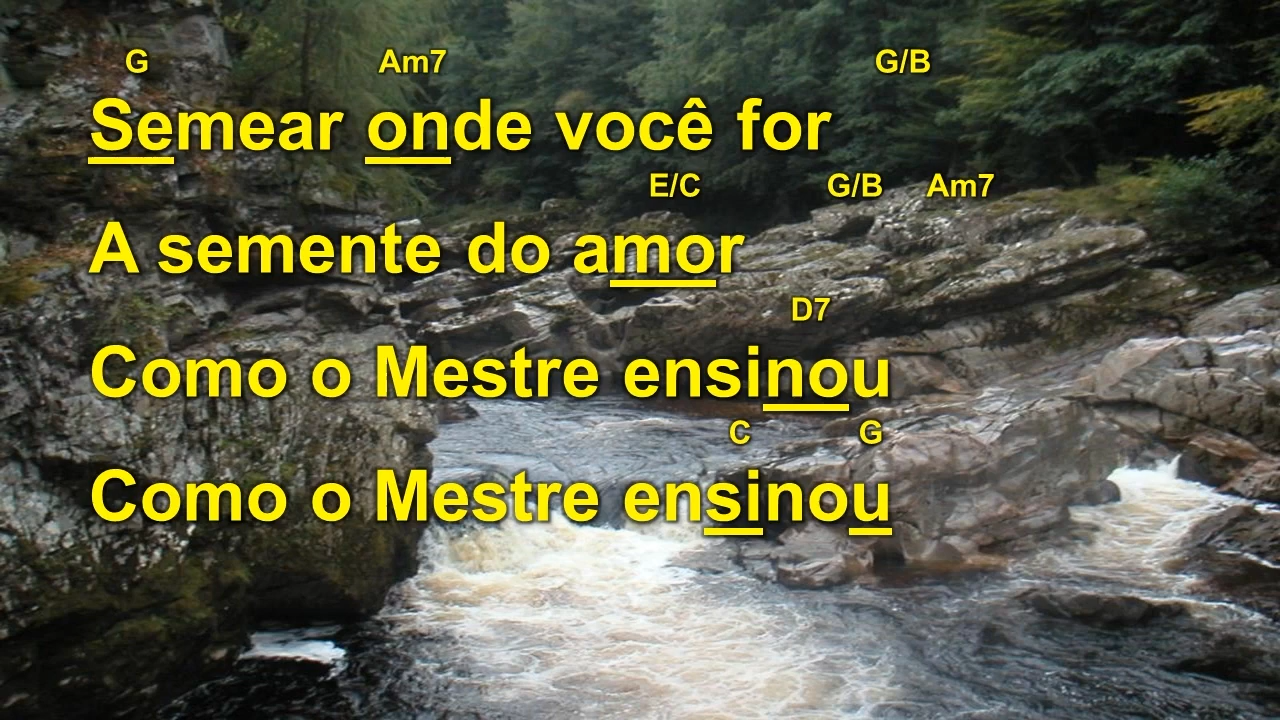 G Am7 G/B
Semear onde você for
E/C G/B Am7
A semente do amor
D7
Como o Mestre ensinou
C G
Como o Mestre ensinou